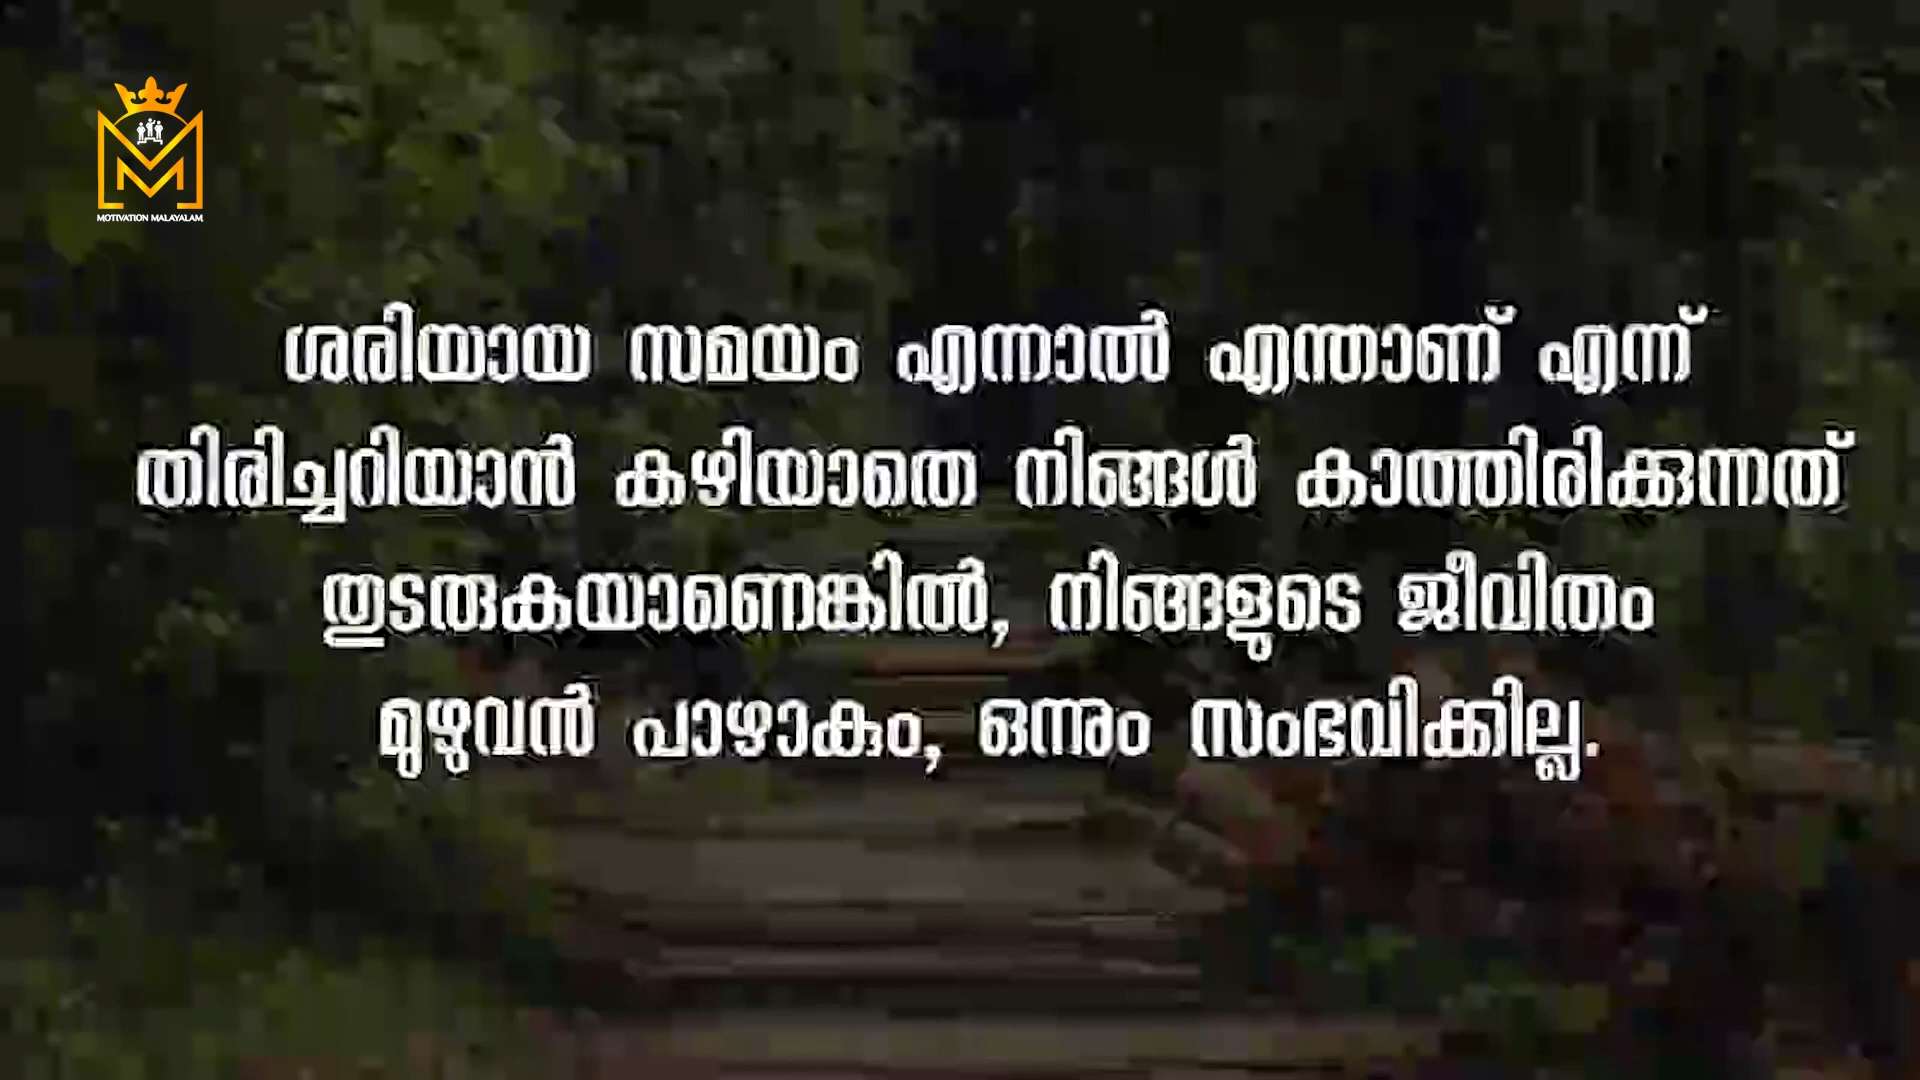 MOTIVATION MALAYALAM
ശരിയായ സമയം എന്നാൽ എന്താണ് എന്ന്
തിരിച്ചറിയാൻ കഴിയാതെ നിങ്ങൾ കാത്തിരിക്കുന്നത്
തുടരുകയാണെങ്കിൽ, നിങ്ങളുടെ ജീവിതം
മുഴുവൻ പാഴാകും, ഒന്നും സംഭവിക്കില്ല.